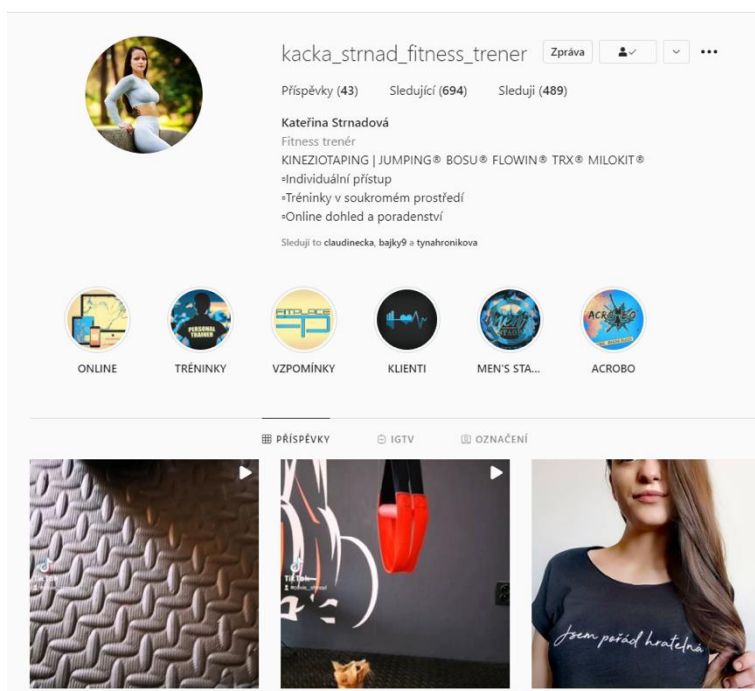 kacka_strnad_fitness_trener Zpráva
Příspěvky (43) Sledující (694) Sleduji (489)
Kateřina Strnadová
Fitness trenér
KINEZIOTAPING | JUMPING® BOSU® FLOWIN® TRX® MILOKIT®
▫Individuální přístup
▫Tréninky v soukromém prostředí
▫Online dohled a poradenství
Sledují to claudinecka, bajky9 a tynahronikova
PERSONAL
TRAINER
FITPLACE
ACROBO
ONLINE TRÉNINKY VZPOMÍNKY KLIENTI MEN'S STA... ACROBO
PŘÍSPĚVKY IGTV OZNAČENÍ
TikTok
TikTok
Jsem pořád hratelná